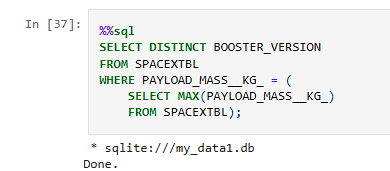 In [37]:
%%sql
SELECT DISTINCT BOOSTER_VERSION
FROM SPACEXTBL
WHERE PAYLOAD_MASS__KG_ = (
    SELECT MAX(PAYLOAD_MASS__KG_)
    FROM SPACEXTBL);
* sqlite:///my_data1.db
Done.